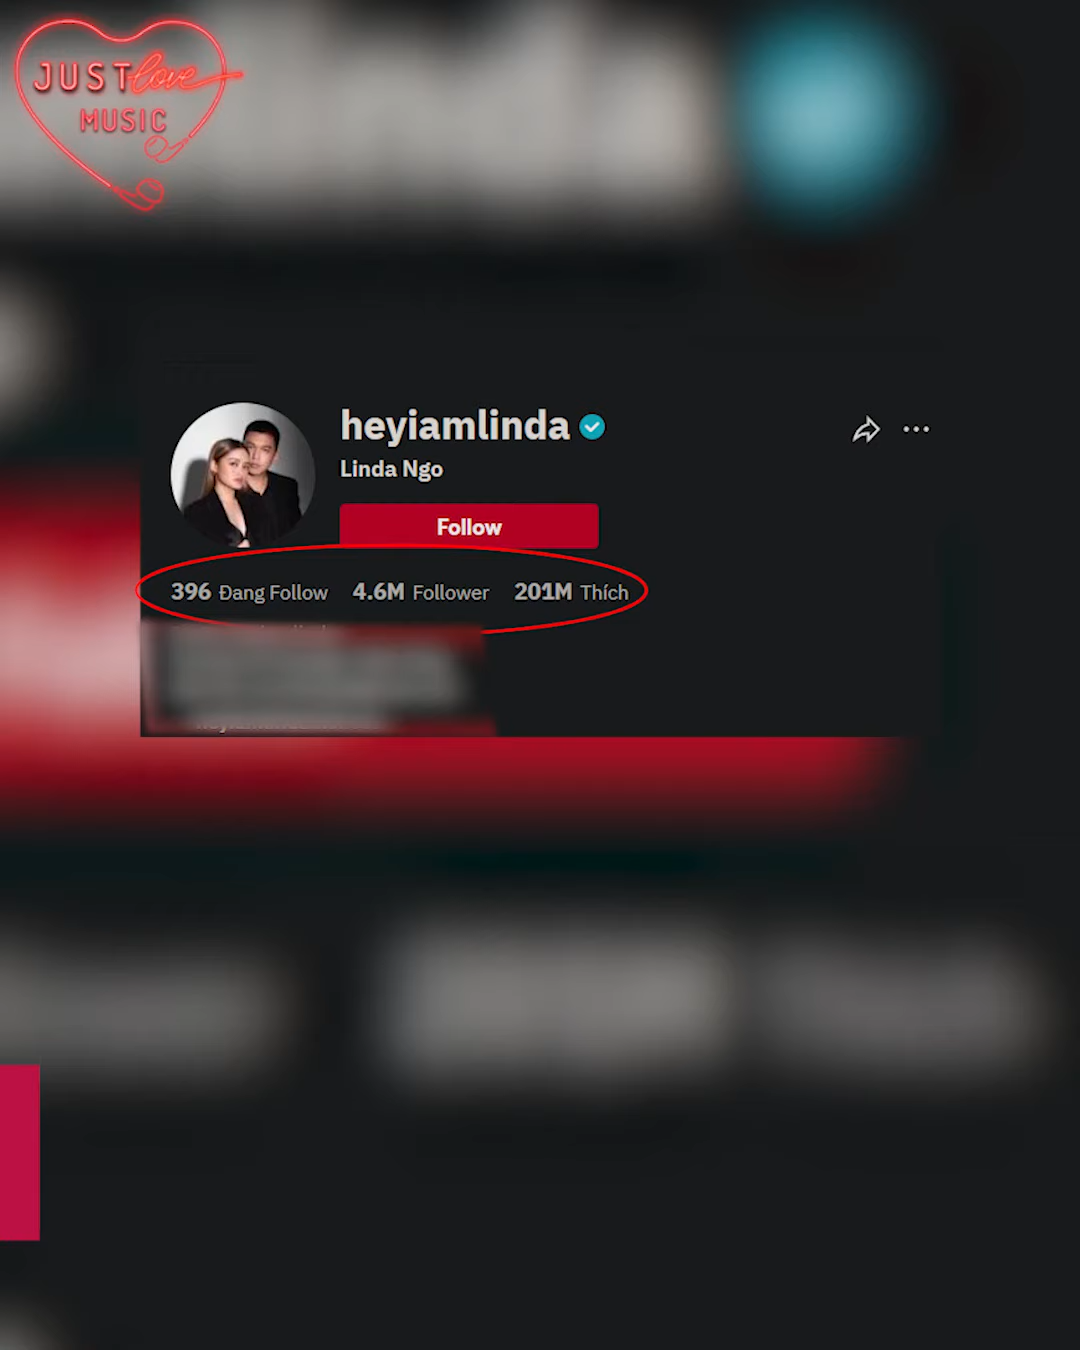 JUST love
MUSIC
heyiamlinda
Linda Ngo
Follow
396 Đang Follow 4.6M Follower 201M Thích